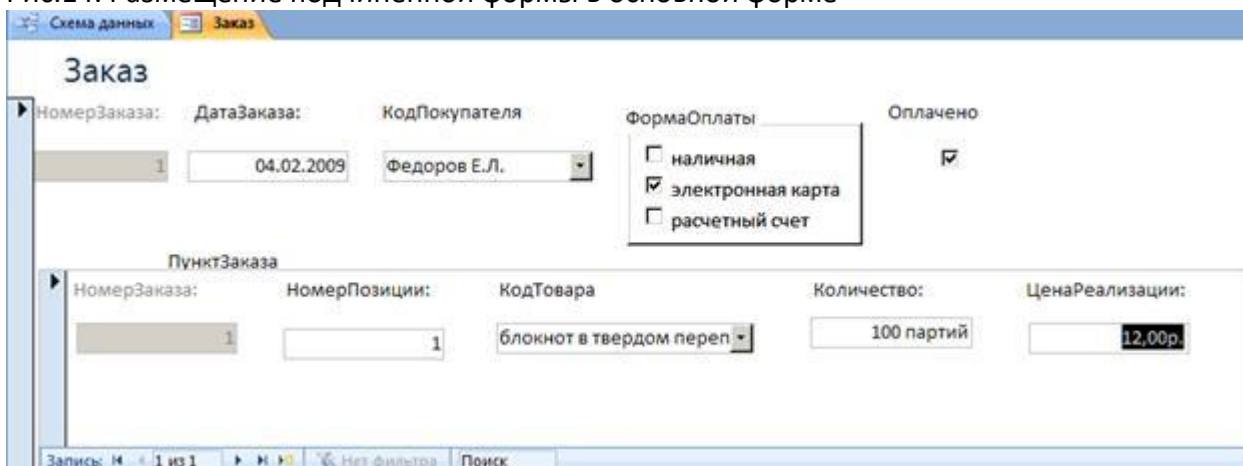 Рис.14. Размещение подчиненной формы в основной форме
Схема данных Заказ
Заказ
НомерЗаказа: ДатаЗаказа: КодПокупателя ФормаОплаты Оплачено
1 04.02.2009 Федоров Е.Л.
наличная
электронная карта
расчетный счет
ПунктЗаказа
НомерЗаказа: НомерПозиции: КодТовара Количество: ЦенаРеализации:
1 1 блокнот в твердом переп 100 партий 12,00р.
Запись: 1 из 1 Нет фильтра Поиск